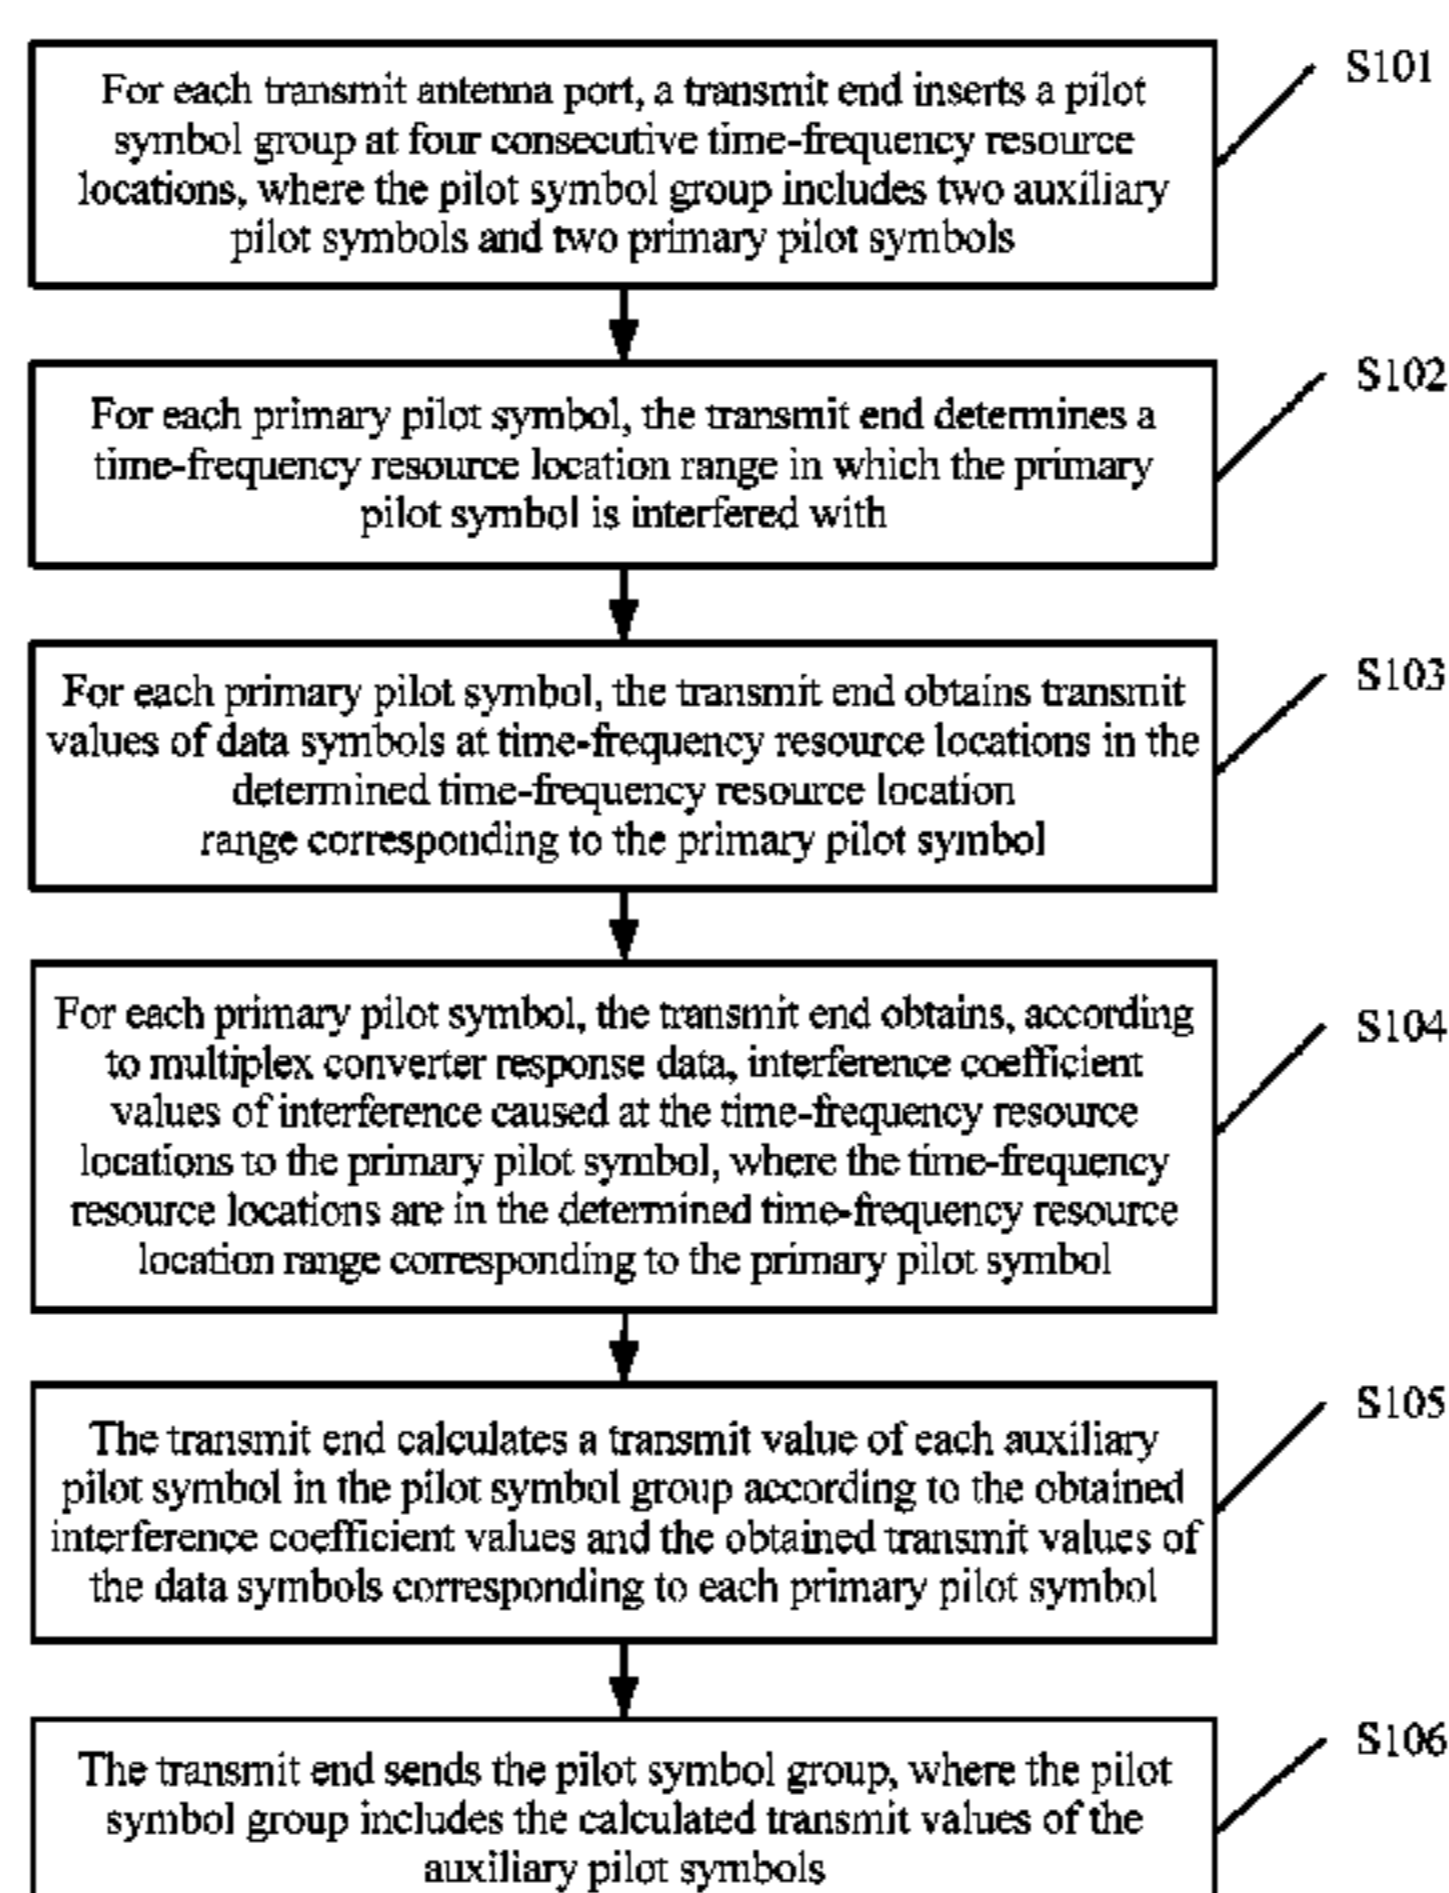 For each transmit antenna port, a transmit end inserts a pilot
symbol group at four consecutive time-frequency resource
locations, where the pilot symbol group includes two auxiliary
pilot symbols and two primary pilot symbols
S101
For each primary pilot symbol, the transmit end determines a
time-frequency resource location range in which the primary
pilot symbol is interfered with
S102
For each primary pilot symbol, the transmit end obtains transmit
values of data symbols at time-frequency resource locations in the
determined time-frequency resource location
range corresponding to the primary pilot symbol
S103
For each primary pilot symbol, the transmit end obtains, according
to multiplex converter response data, interference coefficient
values of interference caused at the time-frequency resource
locations to the primary pilot symbol, where the time-frequency
resource locations are in the determined time-frequency resource
location range corresponding to the primary pilot symbol
S104
The transmit end calculates a transmit value of each auxiliary
pilot symbol in the pilot symbol group according to the obtained
interference coefficient values and the obtained transmit values of
the data symbols corresponding to each primary pilot symbol
S105
The transmit end sends the pilot symbol group, where the pilot
symbol group includes the calculated transmit values of the
auxiliary pilot symbols
S106